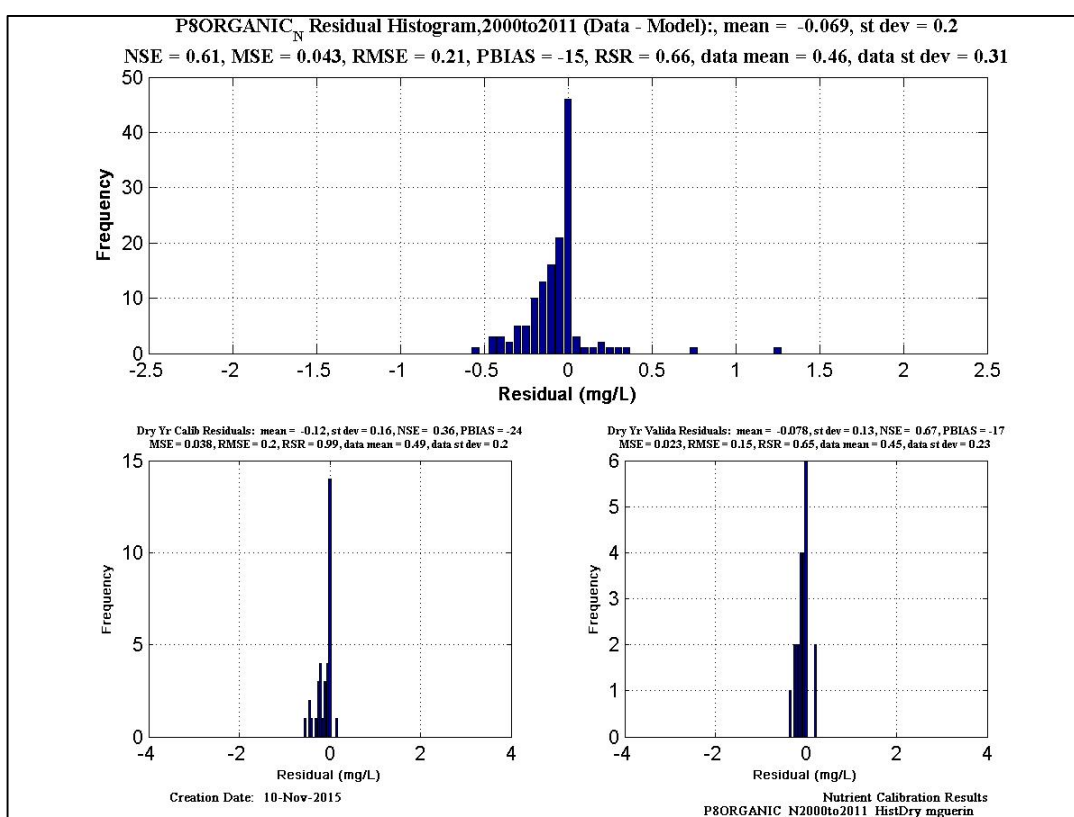 P8ORGANIC_N Residual Histogram,2000to2011 (Data - Model):, mean = -0.069, st dev = 0.2
NSE = 0.61, MSE = 0.043, RMSE = 0.21, PBIAS = -15, RSR = 0.66, data mean = 0.46, data st dev = 0.31
50
40
30
20
10
0
Frequency
-2.5 -2 -1.5 -1 -0.5 0 0.5 1 1.5 2 2.5
Residual (mg/L)
Dry Yr Calib Residuals: mean = -0.12, st dev = 0.16, NSE = 0.36, PBIAS = -24
MSE = 0.038, RMSE = 0.2, RSR = 0.99, data mean = 0.49, data st dev = 0.2
15
10
5
0
Frequency
-4 -2 0 2 4
Residual (mg/L)
Dry Yr Valida Residuals: mean = -0.078, st dev = 0.13, NSE = 0.67, PBIAS = -17
MSE = 0.023, RMSE = 0.15, RSR = 0.65, data mean = 0.45, data st dev = 0.23
6
5
4
3
2
1
0
Frequency
-4 -2 0 2 4
Residual (mg/L)
Creation Date: 10-Nov-2015
Nutrient Calibration Results
P8ORGANIC_N2000to2011_HistDry mguerin